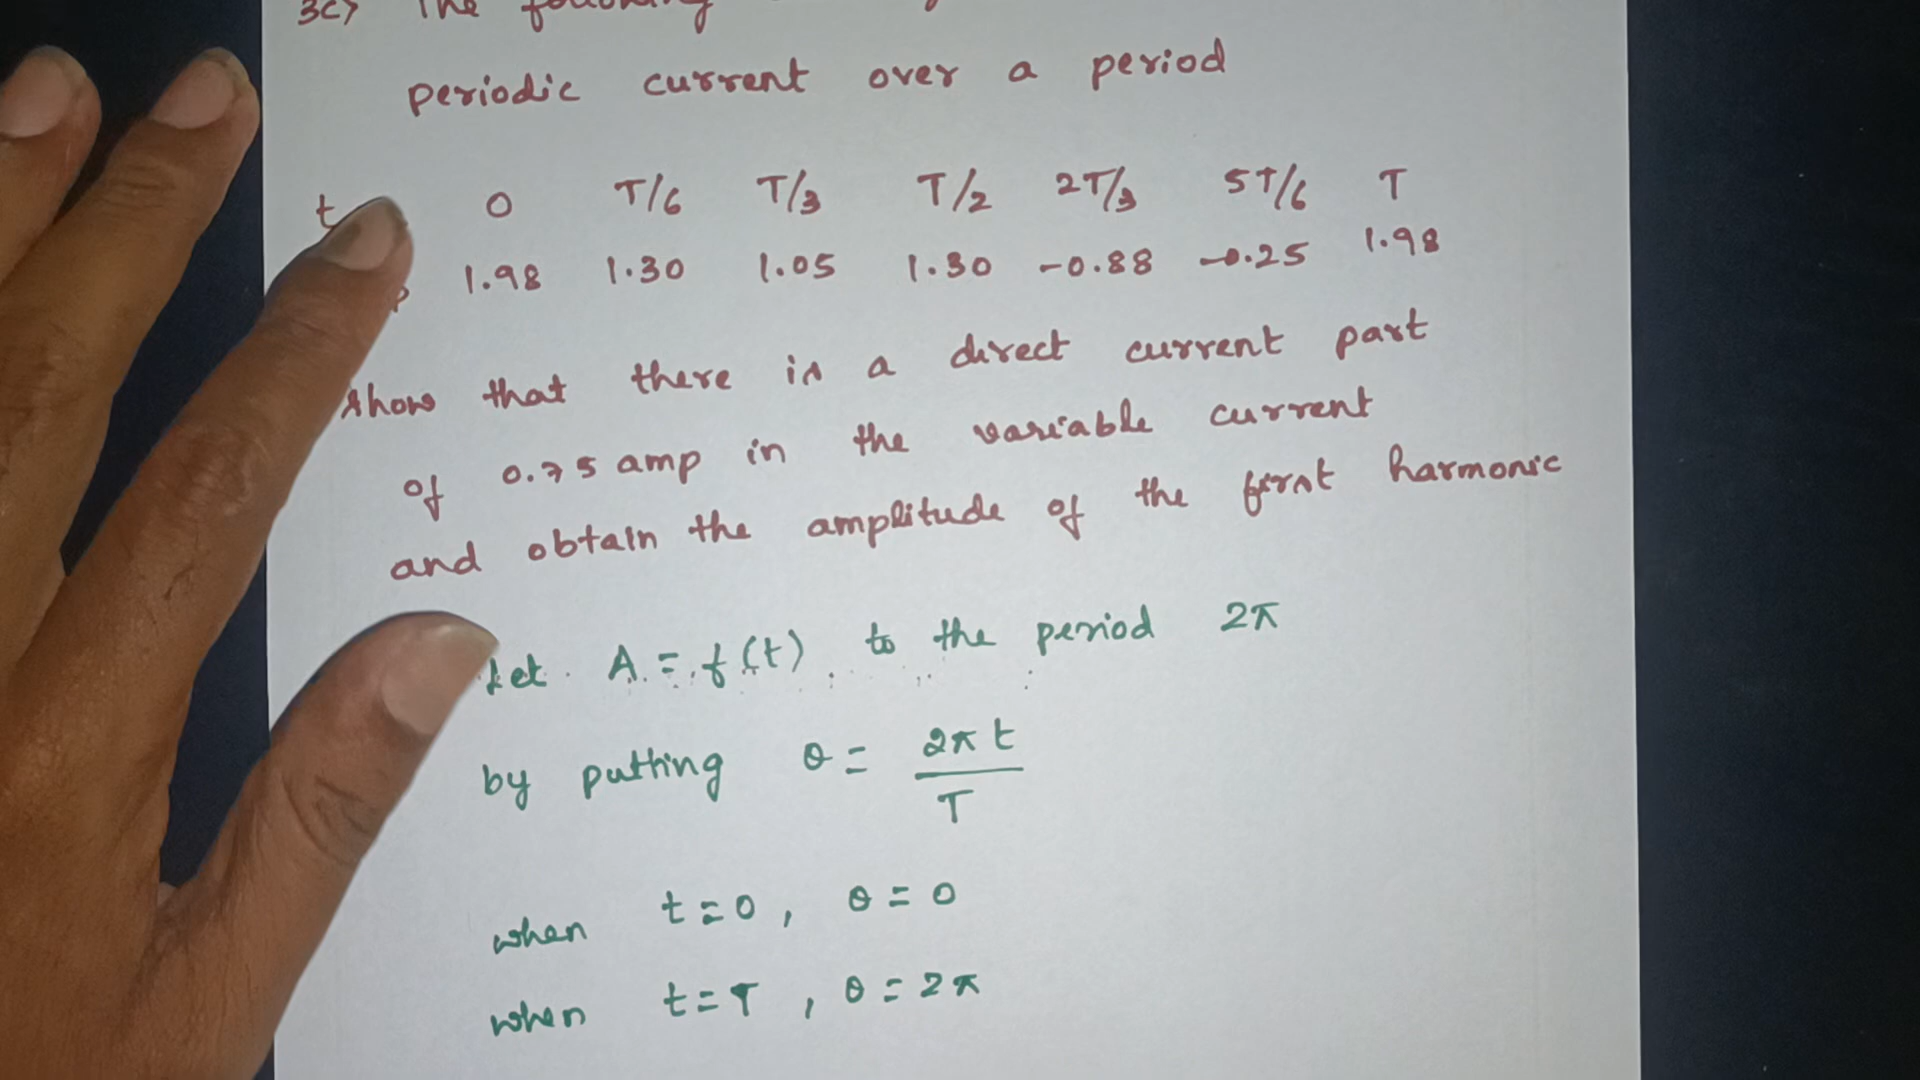 3c) The following
periodic current over a period
t 0 T/6 T/3 T/2 2T/3 5T/6 T
1.98 1.30 1.05 1.30 -0.88 -0.25 1.98
show that there is a direct current part
of 0.75 amp in the variable current
and obtain the amplitude of the first harmonic
Let A = f(t) to the period 2π
by putting θ = 2πt/T
when t=0, θ=0
when t=T, θ=2π